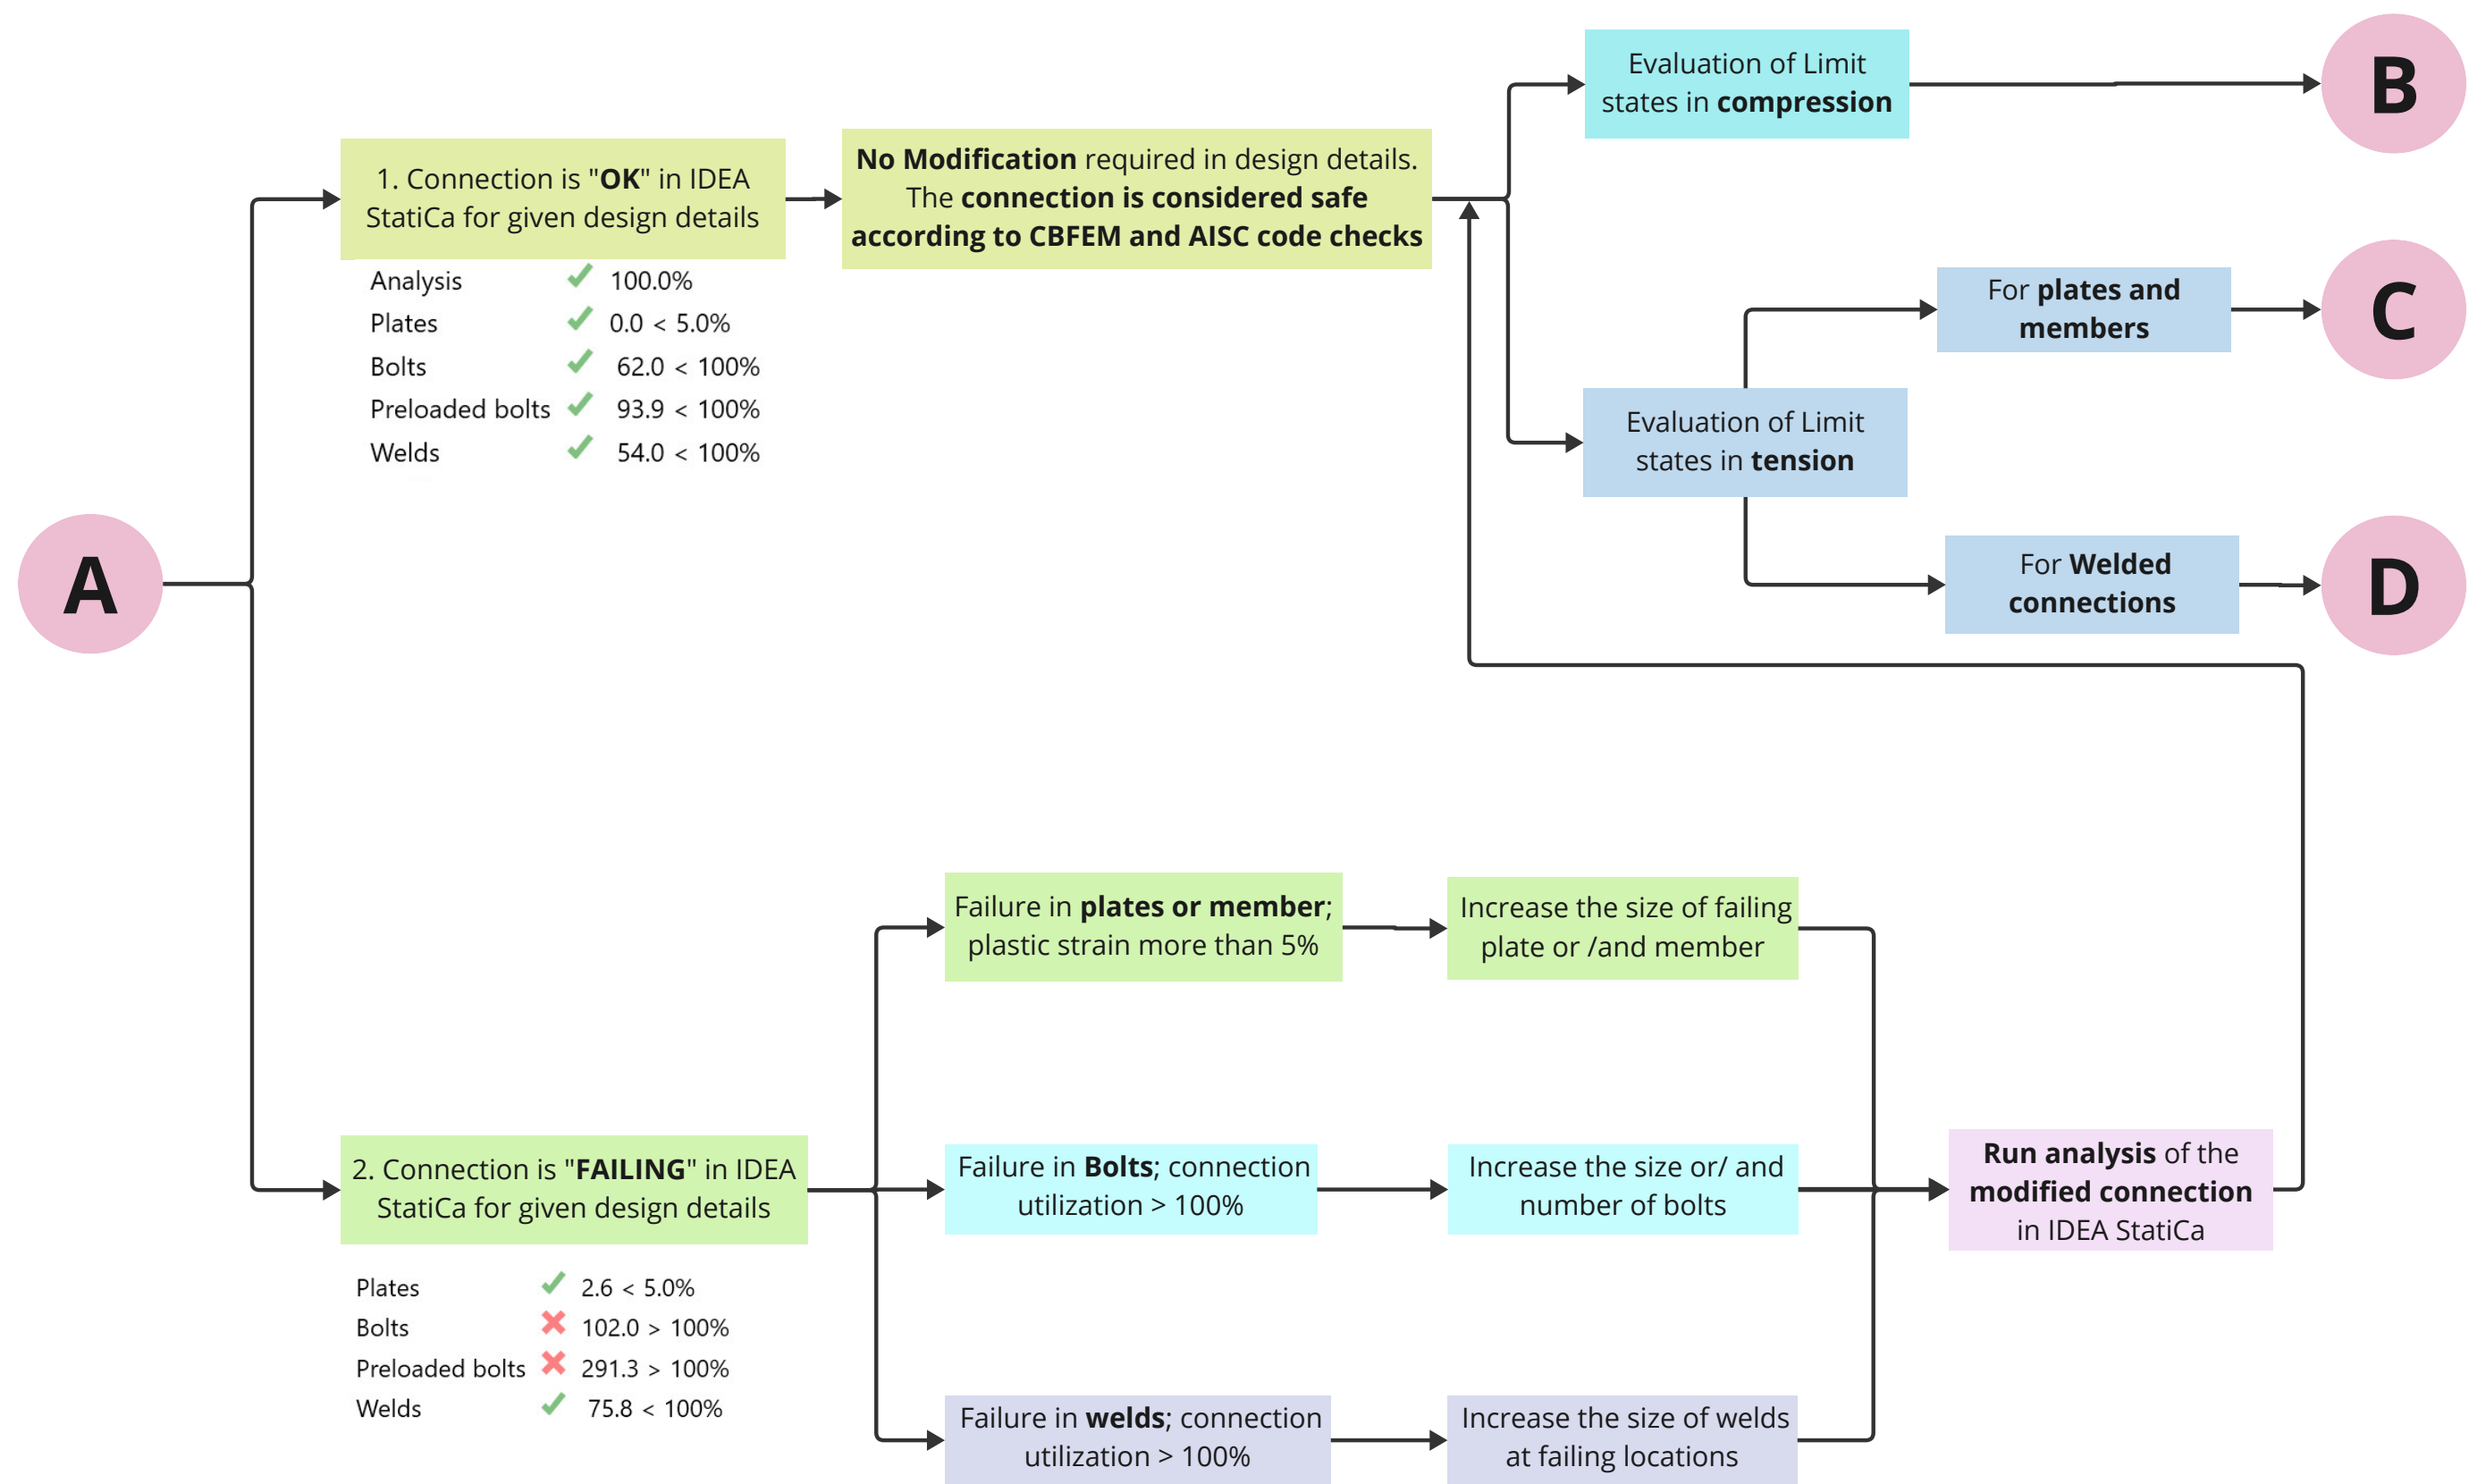 A
1. Connection is "OK" in IDEA
StatiCa for given design details
Analysis 100.0%
Plates 0.0 < 5.0%
Bolts 62.0 < 100%
Preloaded bolts 93.9 < 100%
Welds 54.0 < 100%
No Modification required in design details.
The connection is considered safe
according to CBFEM and AISC code checks
Evaluation of Limit
states in compression
B
Evaluation of Limit
states in tension
For plates and
members
C
For Welded
connections
D
2. Connection is "FAILING" in IDEA
StatiCa for given design details
Plates 2.6 < 5.0%
Bolts 102.0 > 100%
Preloaded bolts 291.3 > 100%
Welds 75.8 < 100%
Failure in plates or member;
plastic strain more than 5%
Increase the size of failing
plate or /and member
Failure in Bolts; connection
utilization > 100%
Increase the size or/ and
number of bolts
Failure in welds; connection
utilization > 100%
Increase the size of welds
at failing locations
Run analysis of the
modified connection
in IDEA StatiCa